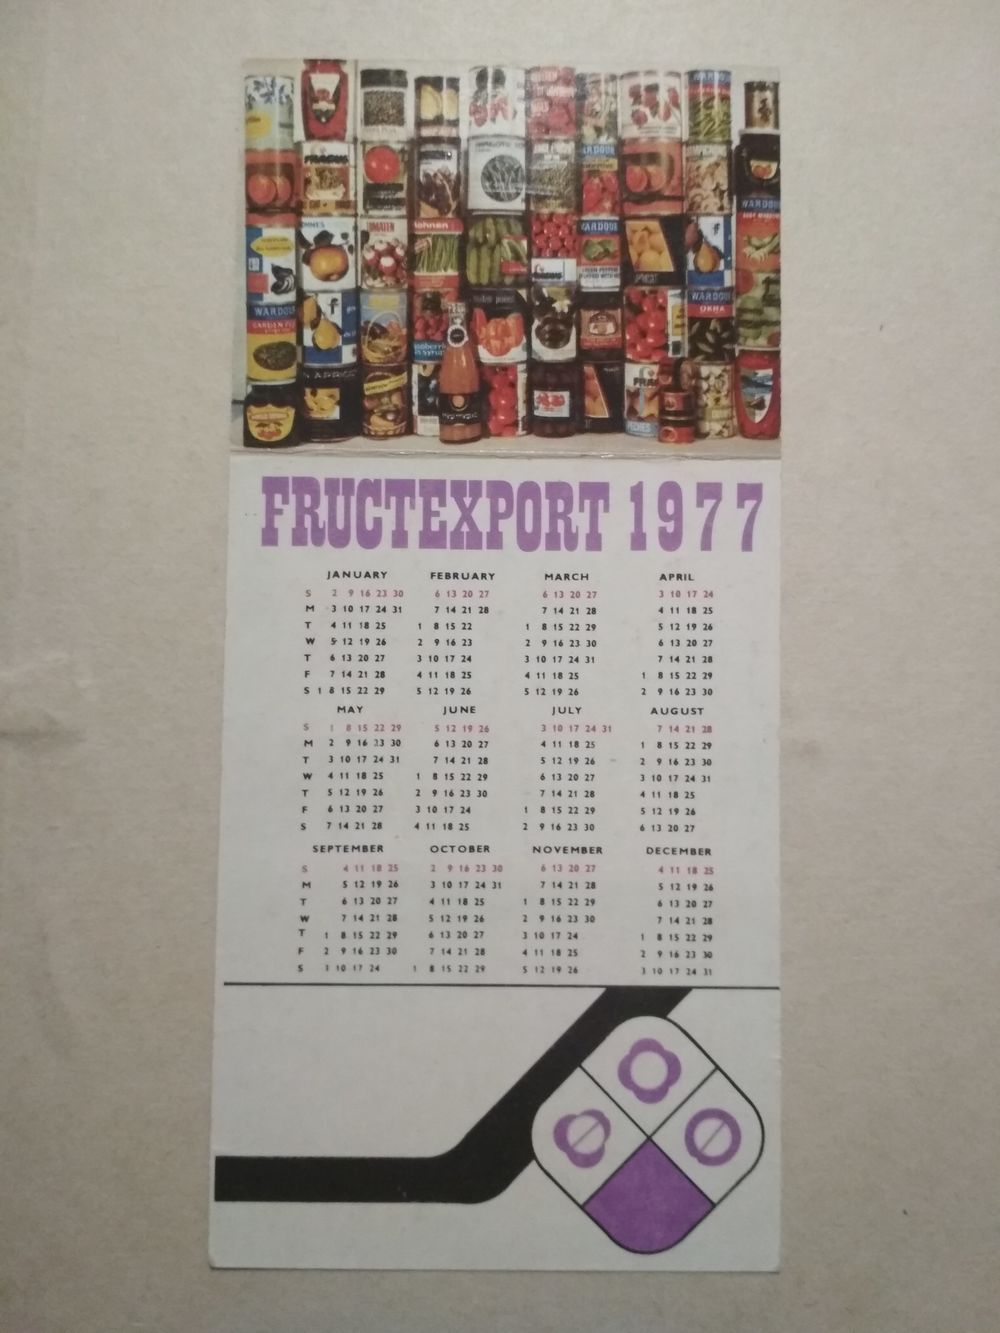 WARDOUR
FRAGUS
WARDOUR
TOMATEN
Bohnen
WARDOUR
WARDOUR
WARDOUR
GARDEN PEAS
WARDOUR
OKRA
PECHES
FRUCTEXPORT 1977
JANUARY FEBRUARY MARCH APRIL
S 2 9 16 23 30 6 13 20 27 6 13 20 27 3 10 17 24
M 3 10 17 24 31 7 14 21 28 7 14 21 28 4 11 18 25
T 4 11 18 25 1 8 15 22 1 8 15 22 29 5 12 19 26
W 5 12 19 26 2 9 16 23 2 9 16 23 30 6 13 20 27
T 6 13 20 27 3 10 17 24 3 10 17 24 31 7 14 21 28
F 7 14 21 28 4 11 18 25 4 11 18 25 1 8 15 22 29
S 1 8 15 22 29 5 12 19 26 5 12 19 26 2 9 16 23 30
MAY JUNE JULY AUGUST
S 1 8 15 22 29 5 12 19 26 3 10 17 24 31 7 14 21 28
M 2 9 16 23 30 6 13 20 27 4 11 18 25 1 8 15 22 29
T 3 10 17 24 31 7 14 21 28 5 12 19 26 2 9 16 23 30
W 4 11 18 25 1 8 15 22 29 6 13 20 27 3 10 17 24 31
T 5 12 19 26 2 9 16 23 30 7 14 21 28 4 11 18 25
F 6 13 20 27 3 10 17 24 1 8 15 22 29 5 12 19 26
S 7 14 21 28 4 11 18 25 2 9 16 23 30 6 13 20 27
SEPTEMBER OCTOBER NOVEMBER DECEMBER
S 4 11 18 25 2 9 16 23 30 6 13 20 27 4 11 18 25
M 5 12 19 26 3 10 17 24 31 7 14 21 28 5 12 19 26
T 6 13 20 27 4 11 18 25 1 8 15 22 29 6 13 20 27
W 7 14 21 28 5 12 19 26 2 9 16 23 30 7 14 21 28
T 1 8 15 22 29 6 13 20 27 3 10 17 24 1 8 15 22 29
F 2 9 16 23 30 7 14 21 28 4 11 18 25 2 9 16 23 30
S 3 10 17 24 1 8 15 22 29 5 12 19 26 3 10 17 24 31